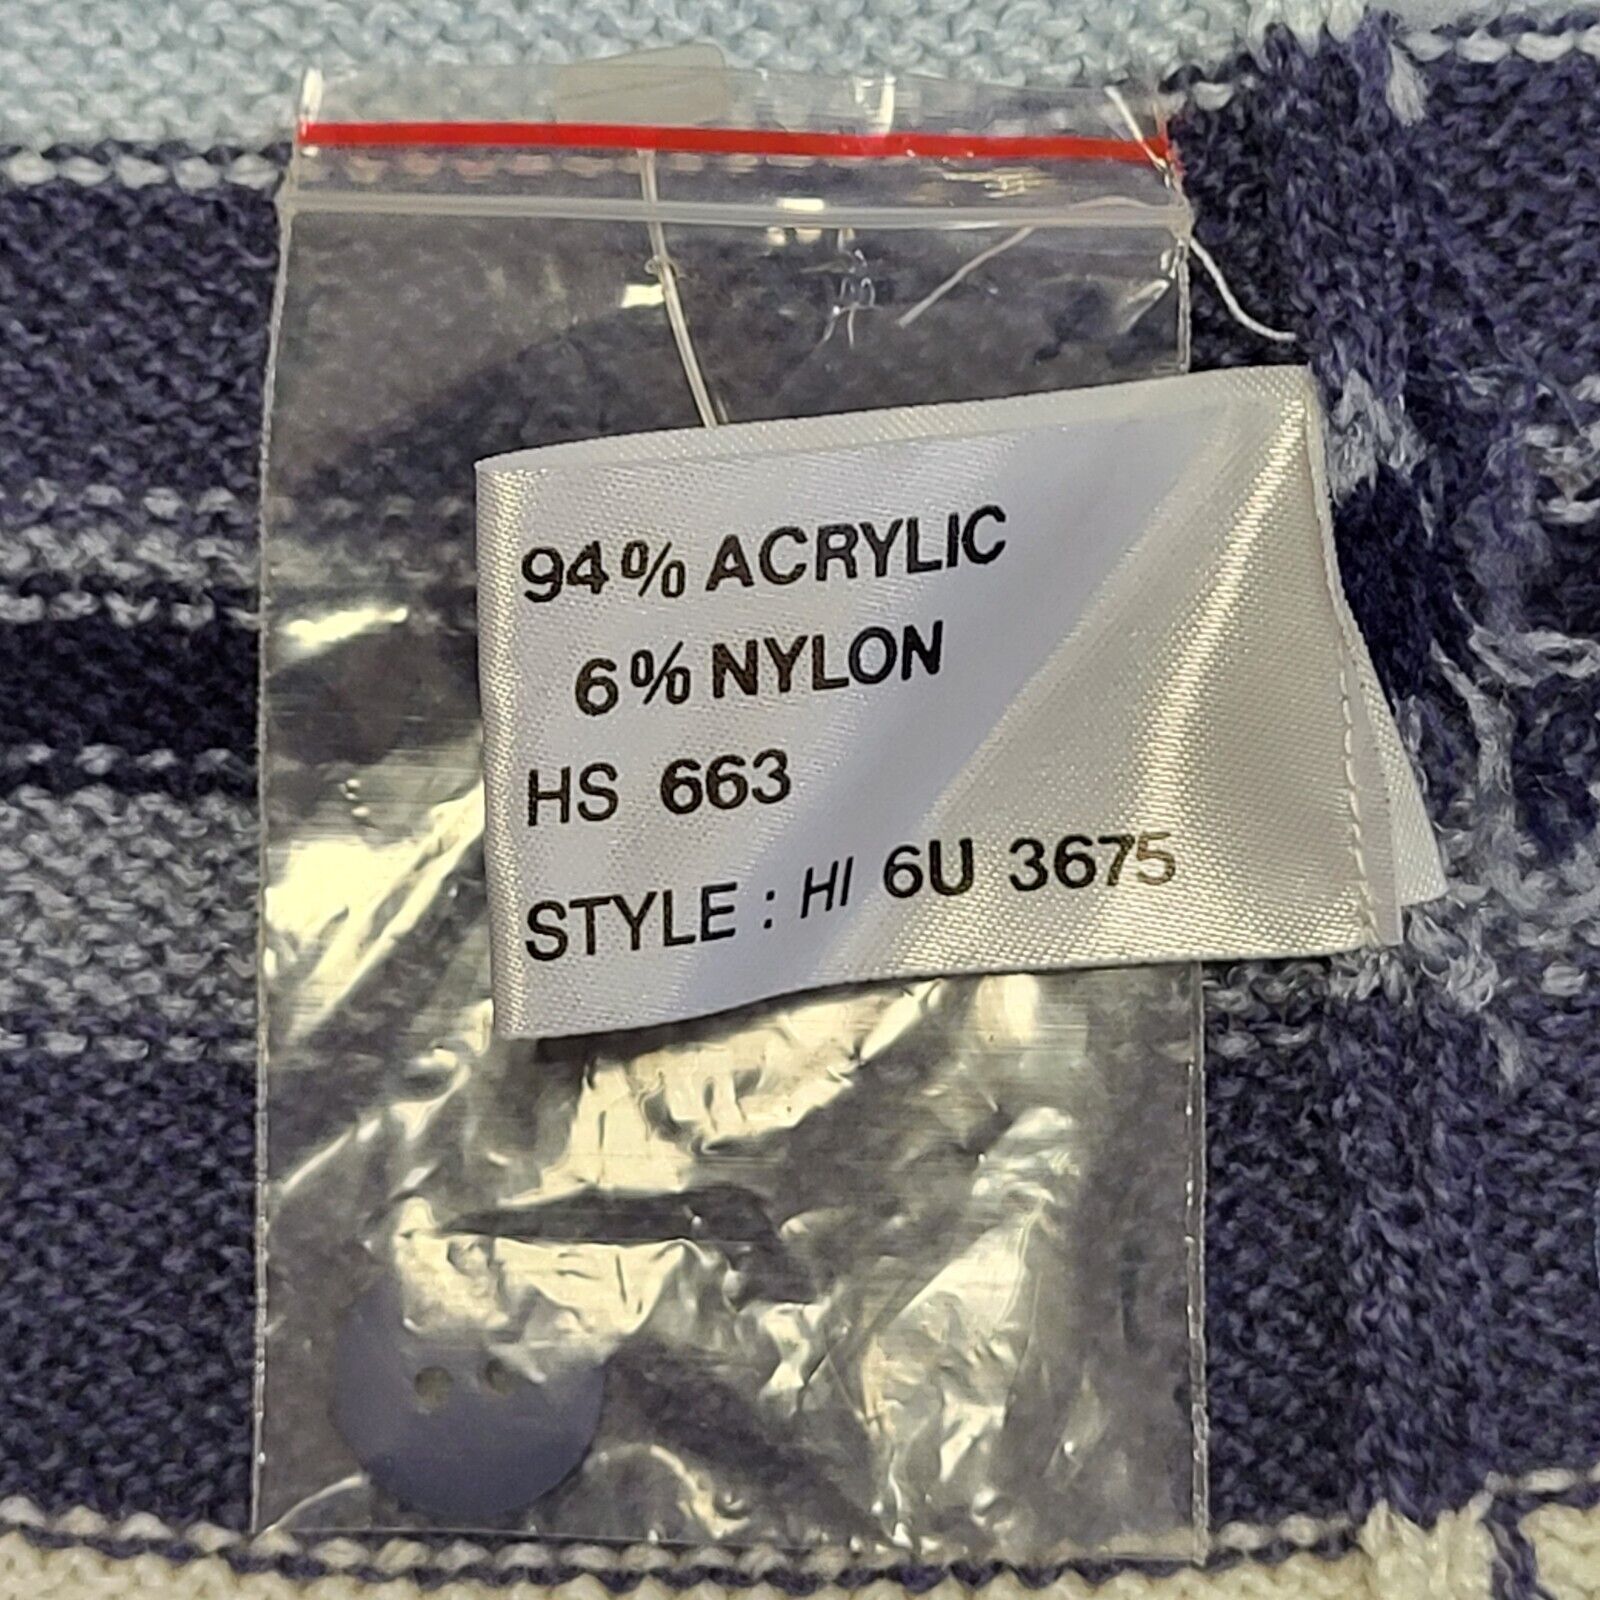 94% ACRYLIC
6% NYLON
HS 663
STYLE : HI 6U 3675